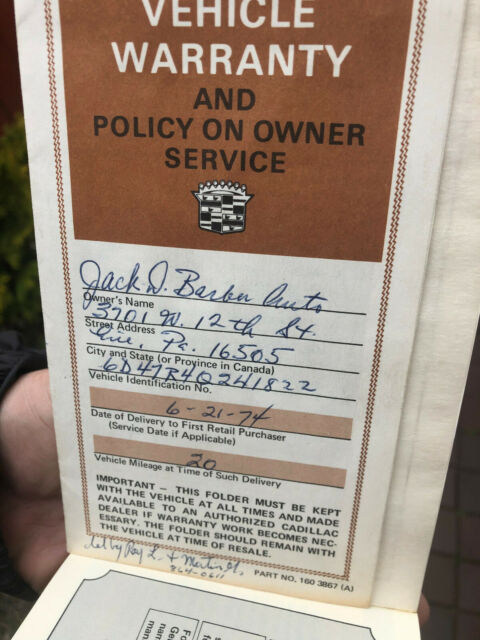 VEHICLE
WARRANTY
AND
POLICY ON OWNER
SERVICE
Jack D. Barber Auto
Owner's Name
3701 W. 12th St.
Street Address
Erie, Pa. 16505
City and State (or Province in Canada)
6D47R4Q241822
Vehicle Identification No.
6-21-74
Date of Delivery to First Retail Purchaser
(Service Date if Applicable)
20
Vehicle Mileage at Time of Such Delivery
IMPORTANT – THIS FOLDER MUST BE KEPT
WITH THE VEHICLE AT ALL TIMES AND MADE
AVAILABLE TO AN AUTHORIZED CADILLAC
DEALER IF WARRANTY WORK BECOMES NEC-
ESSARY. THE FOLDER SHOULD REMAIN WITH
THE VEHICLE AT TIME OF RESALE.
by Ray L.
864-0611
PART NO. 160 3867 (A)